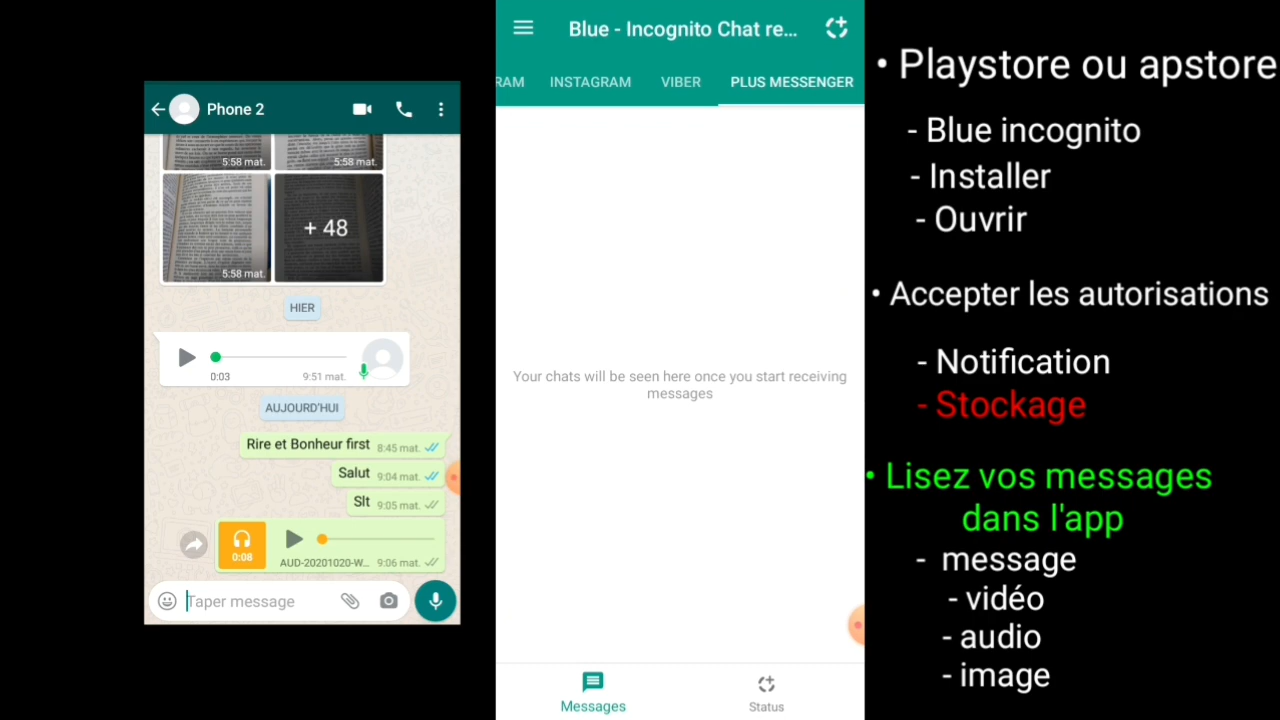 Phone 2
5:58 mat.
5:58 mat.
5:58 mat.
+ 48
HIER
0:03
9:51 mat.
AUJOURD'HUI
Rire et Bonheur first 8:45 mat.
Salut 9:04 mat.
Slt 9:05 mat.
0:08
AUD-20201020-W... 9:06 mat.
Taper message
Blue - Incognito Chat re...
RAM INSTAGRAM VIBER PLUS MESSENGER
Your chats will be seen here once you start receiving
messages
Messages
Status
• Playstore ou apstore
- Blue incognito
- Installer
- Ouvrir
• Accepter les autorisations
- Notification
- Stockage
• Lisez vos messages
dans l'app
- message
- vidéo
- audio
- image